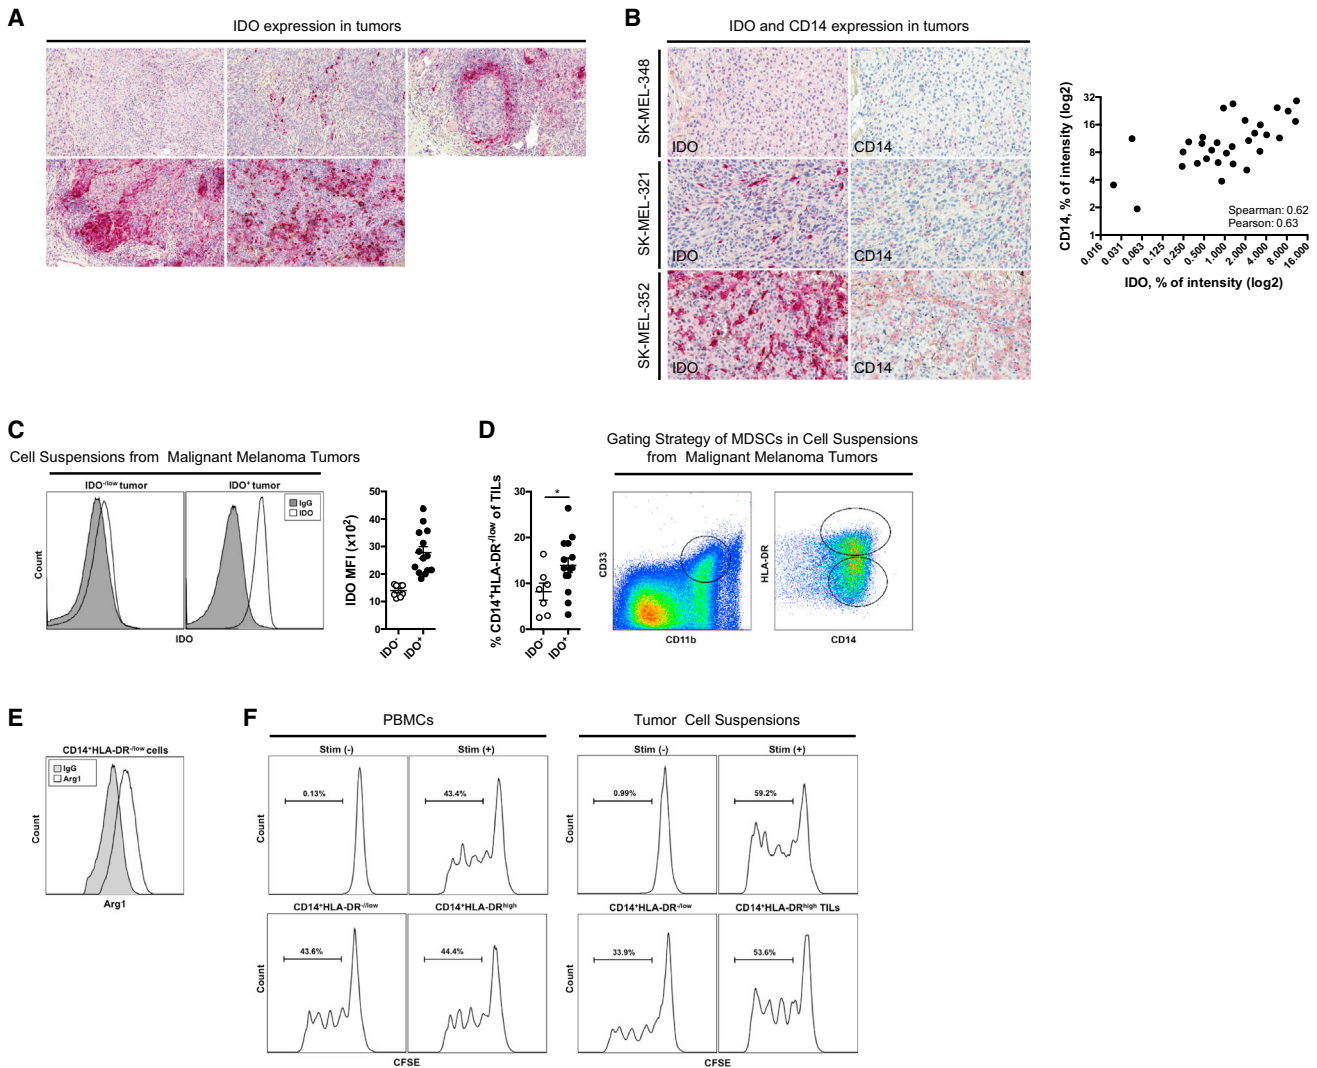 A
IDO expression in tumors
B
IDO and CD14 expression in tumors
SK-MEL-348
IDO
CD14
SK-MEL-321
IDO
CD14
SK-MEL-352
IDO
CD14
CD14, % of intensity (log2)
32
16
8
4
2
1
Spearman: 0.62
Pearson: 0.63
0.016
0.031
0.063
0.125
0.250
0.500
1.000
2.000
4.000
8.000
16.000
IDO, % of intensity (log2)
C
Cell Suspensions from Malignant Melanoma Tumors
IDO-/low tumor
IDO+ tumor
IgG
IDO
Count
IDO
IDO MFI (x10²)
50
40
30
20
10
0
IDO-
IDO+
D
% CD14+HLA-DR-/low of TILs
30
20
10
0
*
IDO-
IDO+
Gating Strategy of MDSCs in Cell Suspensions
from Malignant Melanoma Tumors
CD33
CD11b
HLA-DR
CD14
E
CD14+HLA-DR-/low cells
IgG
Arg1
Count
Arg1
F
PBMCs
Stim (-)
Stim (+)
Count
0.13%
43.4%
CD14+HLA-DR-/low
CD14+HLA-DRhigh
Count
43.6%
44.4%
CFSE
Tumor Cell Suspensions
Stim (-)
Stim (+)
Count
0.99%
59.2%
CD14+HLA-DR-/low
CD14+HLA-DRhigh TILs
Count
33.9%
53.6%
CFSE